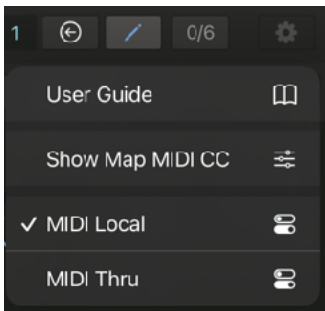 1 0/6
User Guide
Show Map MIDI CC
MIDI Local
MIDI Thru